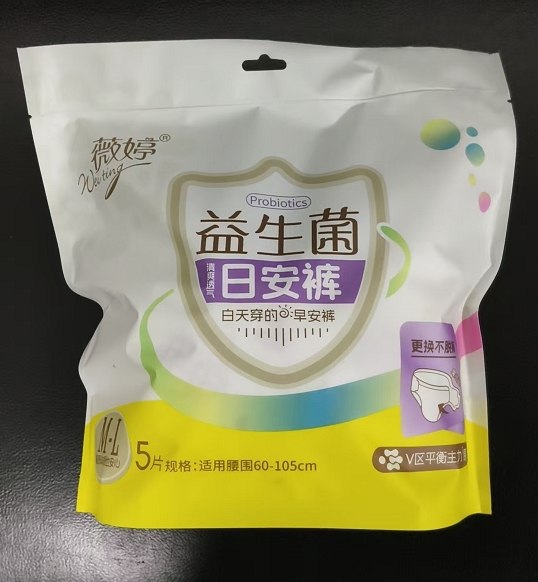 薇婷®
Weiting
Probiotics
益生菌
清爽透气
日安裤
白天穿的早安裤
更换不脱
M-L
5片 规格：适用腰围60-105cm
V区平衡主力